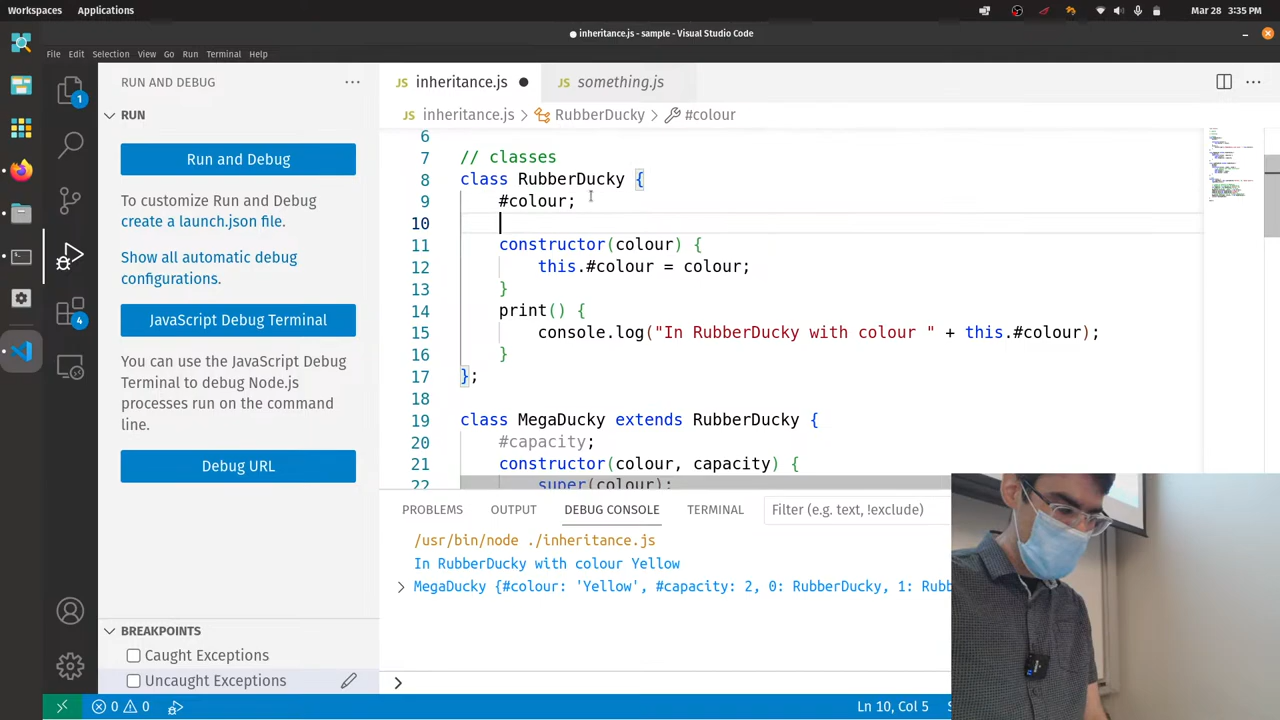 Workspaces Applications Mar 28 3:35 PM
inheritance.js - sample - Visual Studio Code
File Edit Selection View Go Run Terminal Help
RUN AND DEBUG
JS inheritance.js
JS something.js
JS inheritance.js > RubberDucky > #colour
RUN
Run and Debug
To customize Run and Debug
create a launch.json file.
Show all automatic debug
configurations.
JavaScript Debug Terminal
You can use the JavaScript Debug
Terminal to debug Node.js
processes run on the command
line.
Debug URL
BREAKPOINTS
Caught Exceptions
Uncaught Exceptions
1
4
6
7 // classes
8 class RubberDucky {
9 #colour;
10
11 constructor(colour) {
12 this.#colour = colour;
13 }
14 print() {
15 console.log("In RubberDucky with colour " + this.#colour);
16 }
17 };
18
19 class MegaDucky extends RubberDucky {
20 #capacity;
21 constructor(colour, capacity) {
22 super(colour);
PROBLEMS OUTPUT DEBUG CONSOLE TERMINAL Filter (e.g. text, !exclude)
/usr/bin/node ./inheritance.js
In RubberDucky with colour Yellow
> MegaDucky {#colour: 'Yellow', #capacity: 2, 0: RubberDucky, 1: Rubb
>
0 0 Ln 10, Col 5